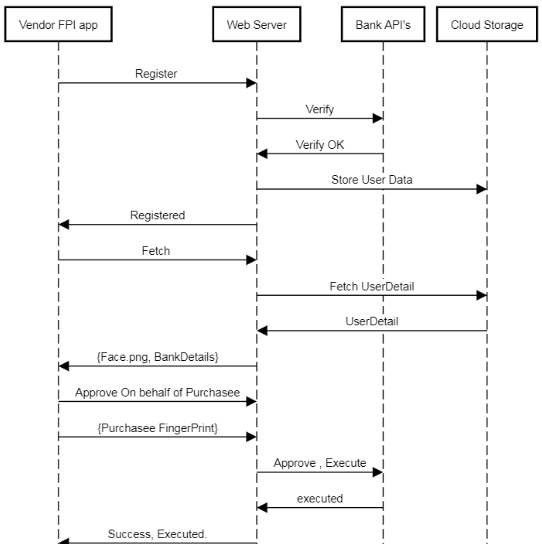 Vendor FPI app
Web Server
Bank API's
Cloud Storage
Register
Verify
Verify OK
Store User Data
Registered
Fetch
Fetch UserDetail
UserDetail
{Face.png, BankDetails}
Approve On behalf of Purchasee
{Purchasee FingerPrint}
Approve , Execute
executed
Success, Executed.